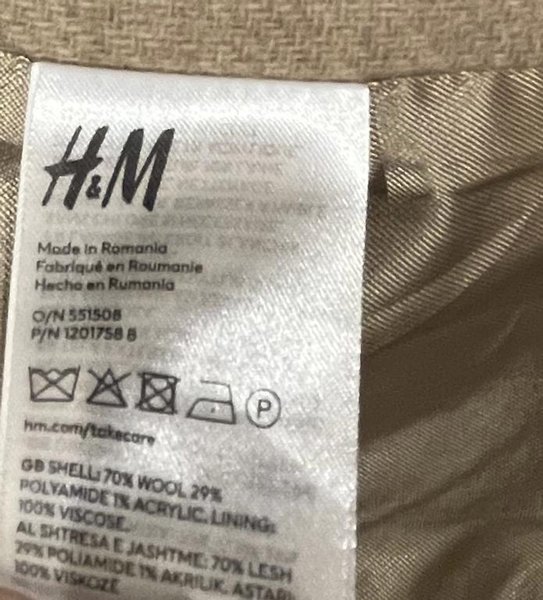 H&M
Made in Romania
Fabriqué en Roumanie
Hecho en Rumania
O/N 551508
P/N 1201758 8
P
hm.com/takecare
GB SHELL: 70% WOOL 29%
POLYAMIDE 1% ACRYLIC. LINING:
100% VISCOSE.
AL SHTRESA E JASHTME: 70% LESH
29% POLIAMIDE 1% AKRILIK. ASTARI:
100% VISKOZE